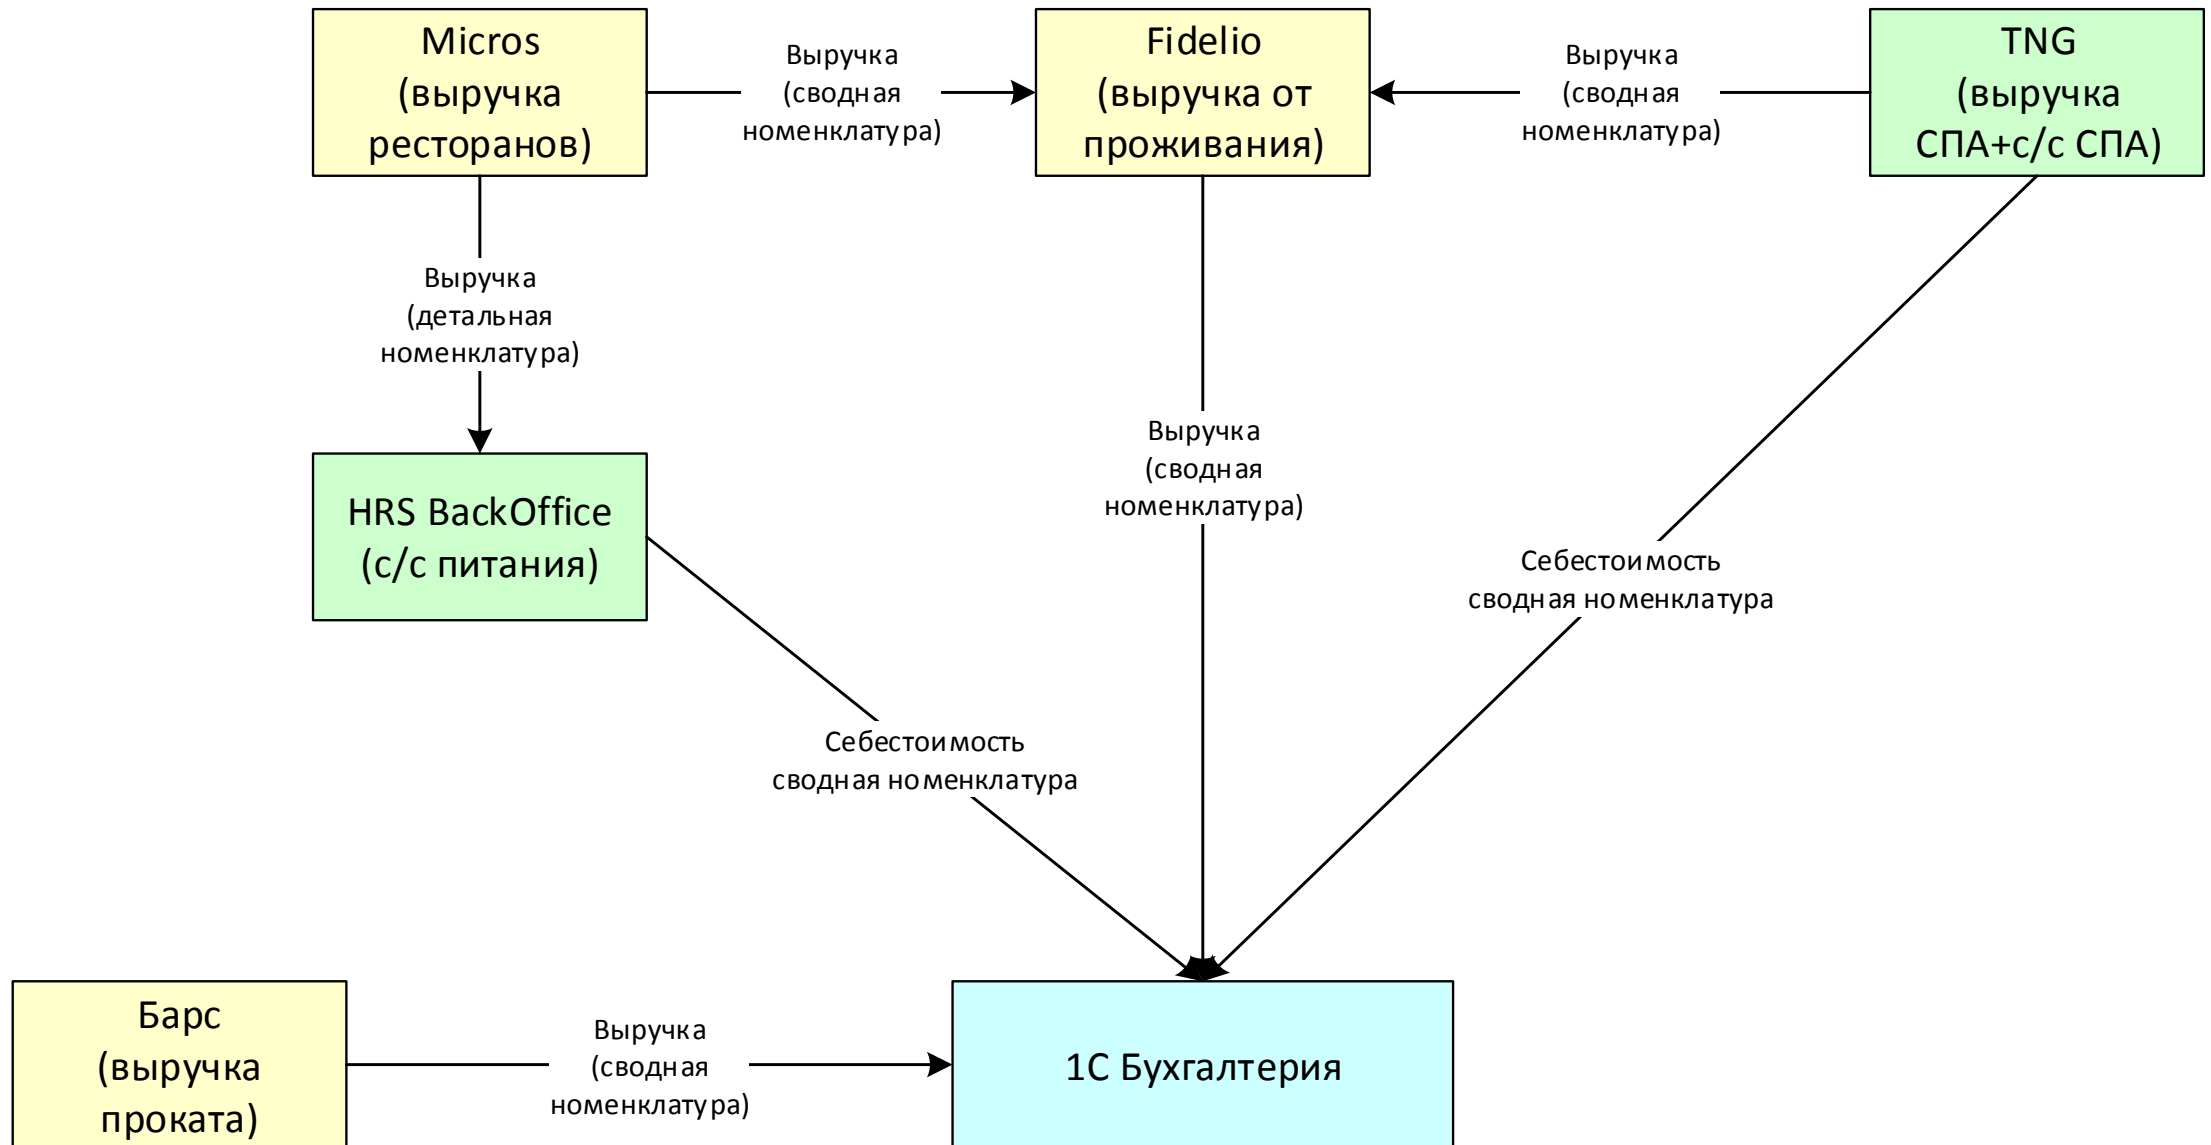 Micros
(выручка
ресторанов)
Выручка
(сводная
номенклатура)
Fidelio
(выручка от
проживания)
Выручка
(сводная
номенклатура)
TNG
(выручка
СПА+с/с СПА)
Выручка
(детальная
номенклатура)
HRS BackOffice
(с/с питания)
Выручка
(сводная
номенклатура)
Себестоимость
сводная номенклатура
Себестоимость
сводная номенклатура
Барс
(выручка
проката)
Выручка
(сводная
номенклатура)
1С Бухгалтерия